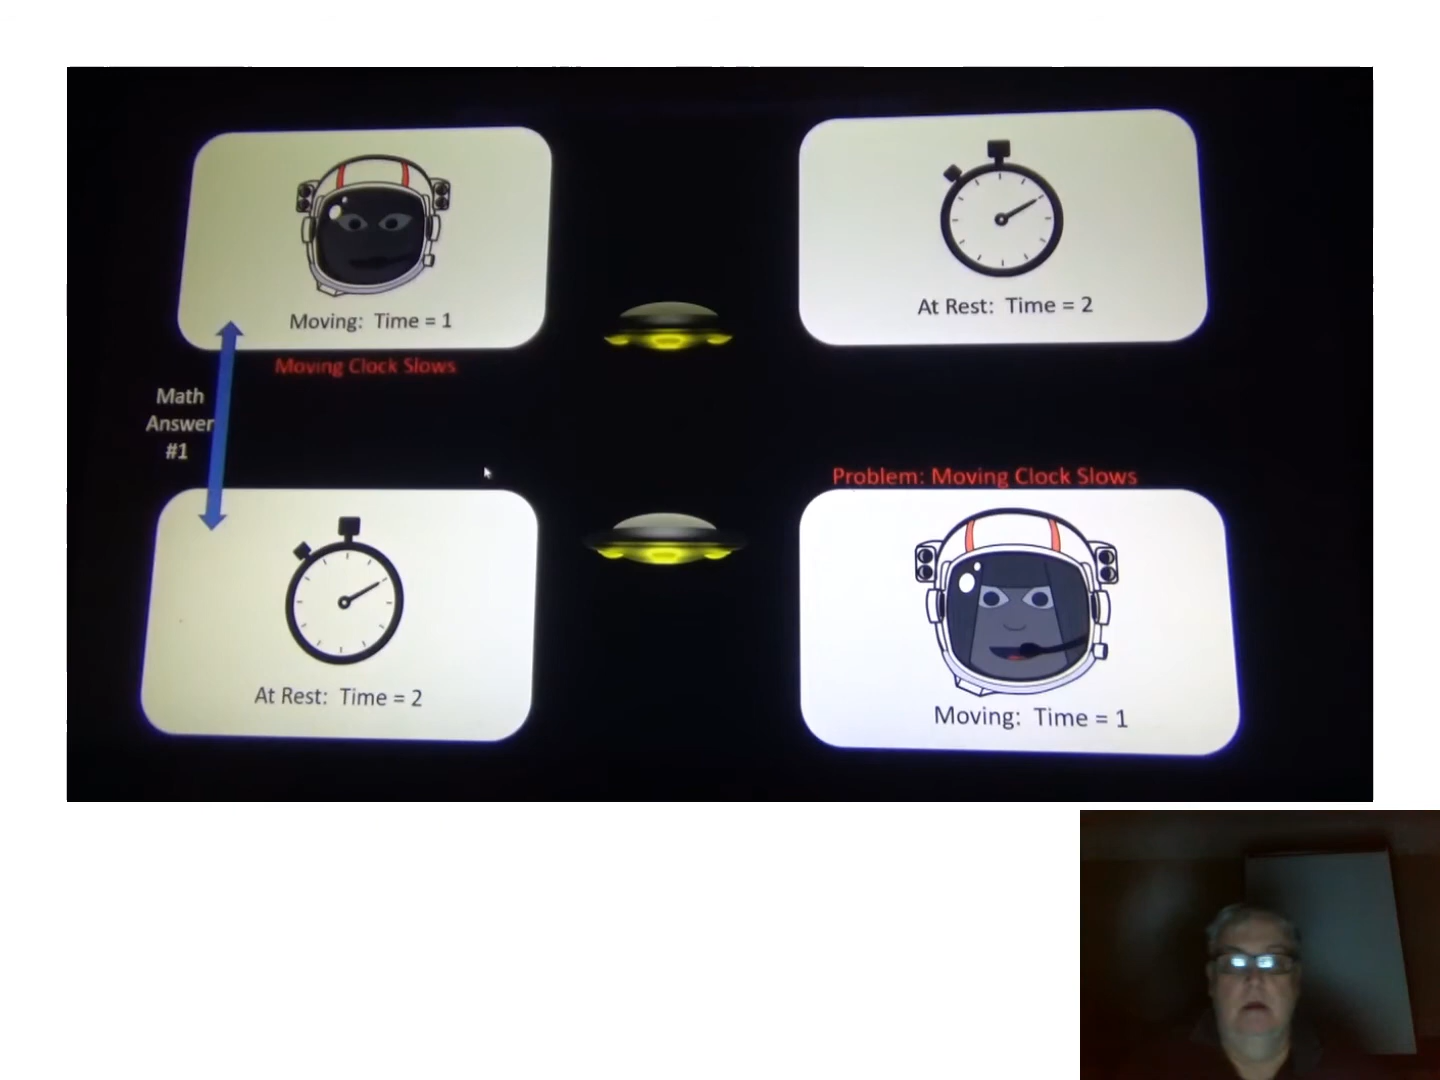 Moving: Time = 1
At Rest: Time = 2
Moving Clock Slows
Math
Answer
#1
Problem: Moving Clock Slows
At Rest: Time = 2
Moving: Time = 1